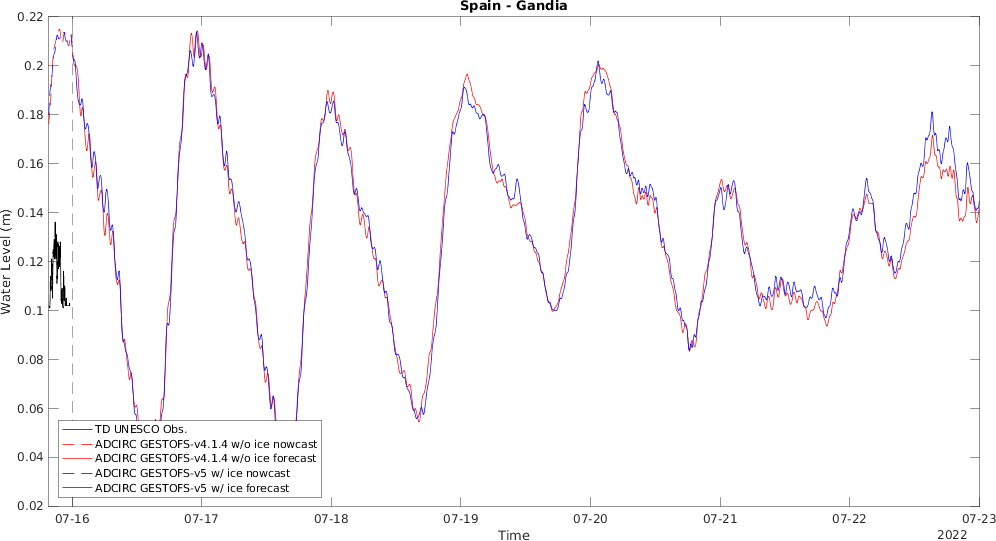 Spain - Gandia
0.22
0.2
0.18
0.16
0.14
0.12
0.1
0.08
0.06
0.04
0.02
Water Level (m)
TD UNESCO Obs.
ADCIRC GESTOFS-v4.1.4 w/o ice nowcast
ADCIRC GESTOFS-v4.1.4 w/o ice forecast
ADCIRC GESTOFS-v5 w/ ice nowcast
ADCIRC GESTOFS-v5 w/ ice forecast
07-16 07-17 07-18 07-19 07-20 07-21 07-22 07-23
Time
2022